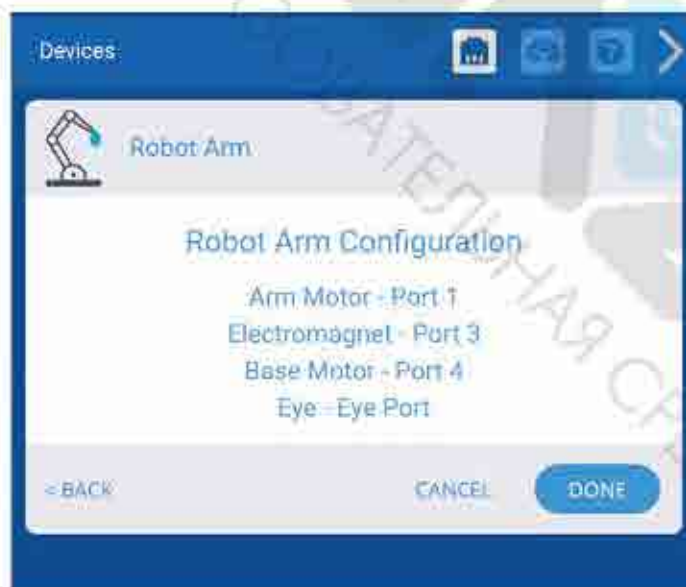 Devices
Robot Arm
Robot Arm Configuration
Arm Motor - Port 1
Electromagnet - Port 3
Base Motor - Port 4
Eye - Eye Port
< BACK
CANCEL
DONE